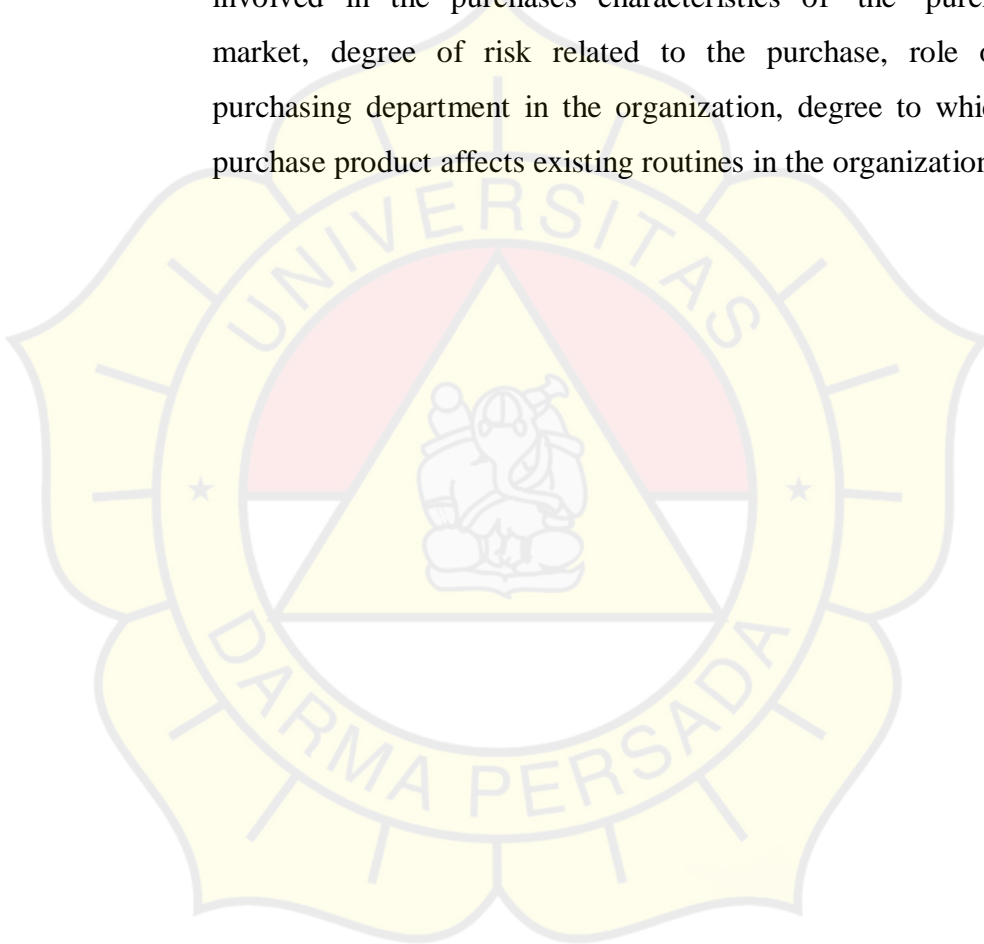 involved in the purchases characteristics of the purch
market, degree of risk related to the purchase, role
purchasing department in the organization, degree to whi
purchase product affects existing routines in the organization
UNIVERSITAS
DARMA PERSADA